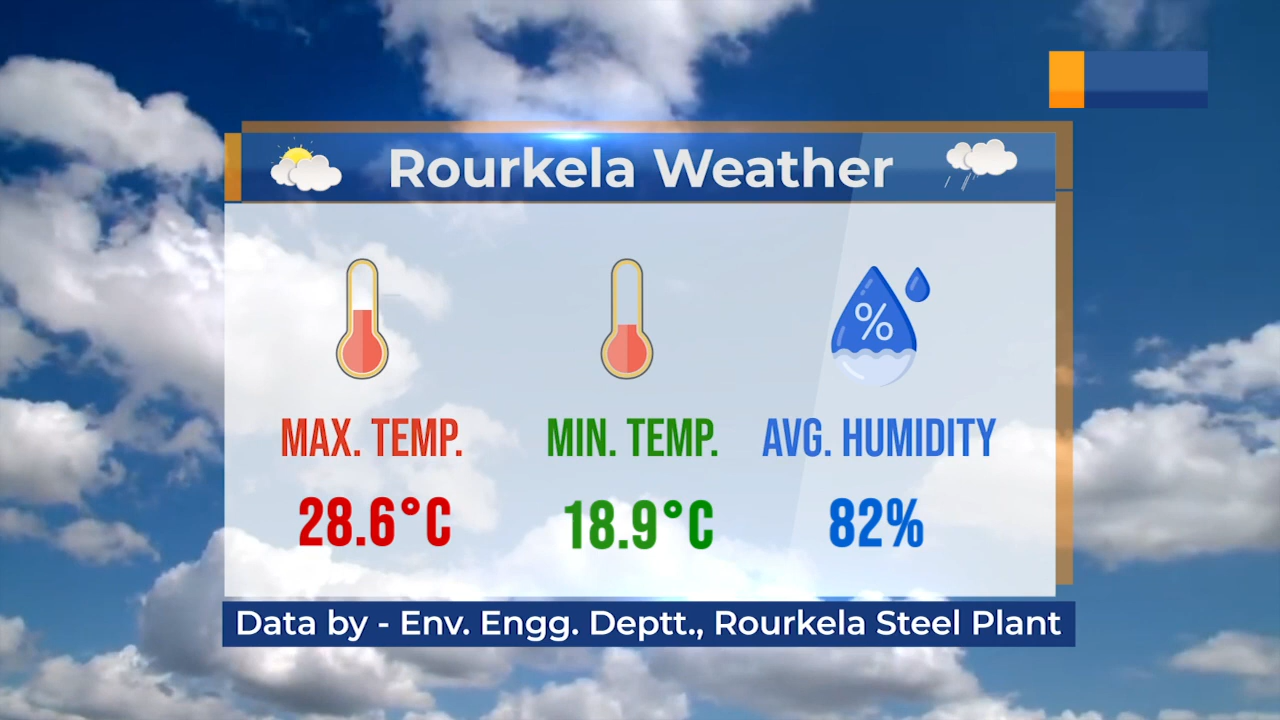 Rourkela Weather
%
MAX. TEMP. MIN. TEMP. AVG. HUMIDITY
28.6°C 18.9°C 82%
Data by - Env. Engg. Deptt., Rourkela Steel Plant